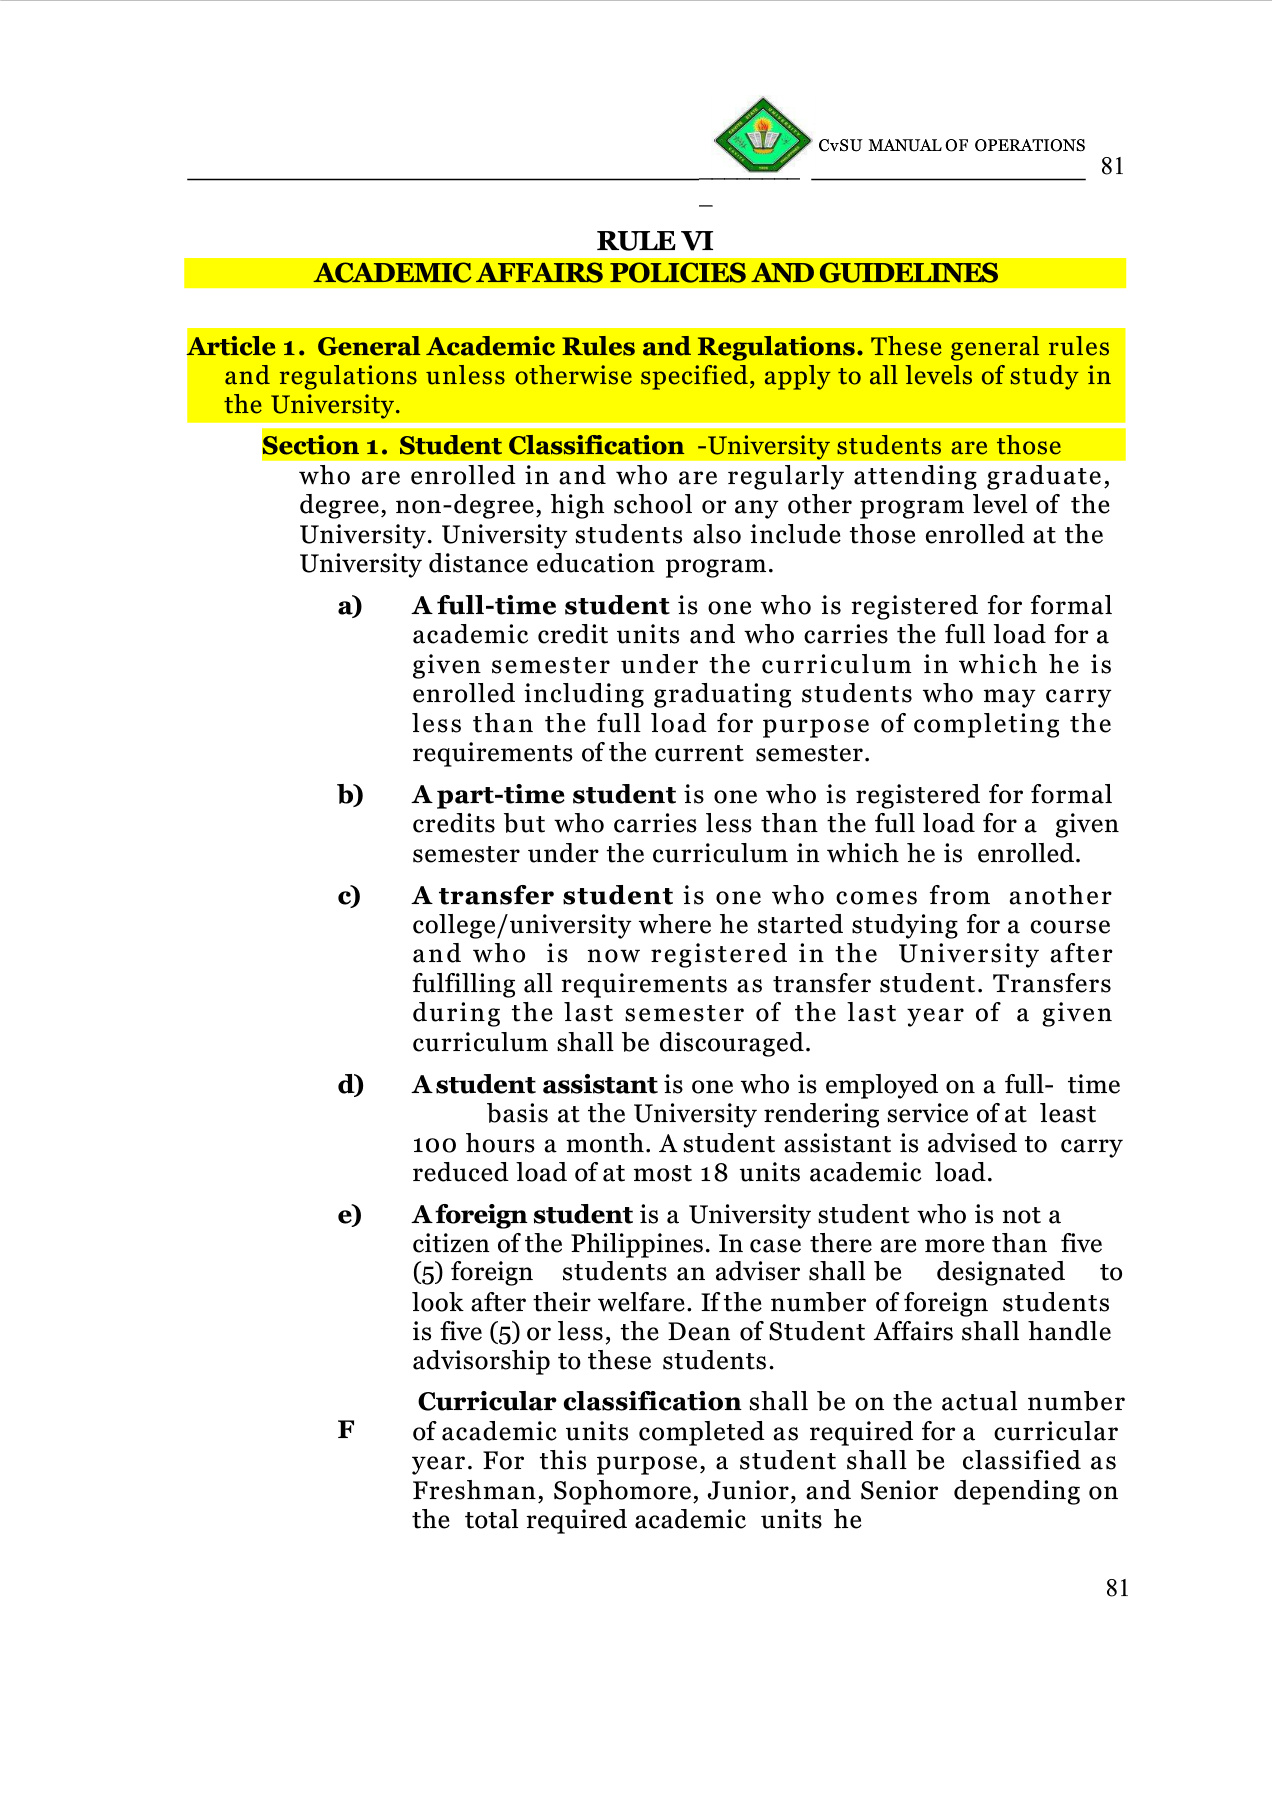 CvSU MANUAL OF OPERATIONS
81
RULE VI
ACADEMIC AFFAIRS POLICIES AND GUIDELINES
Article 1. General Academic Rules and Regulations. These general rules
and regulations unless otherwise specified, apply to all levels of study in
the University.
Section 1. Student Classification -University students are those
who are enrolled in and who are regularly attending graduate,
degree, non-degree, high school or any other program level of the
University. University students also include those enrolled at the
University distance education program.
a) A full-time student is one who is registered for formal
academic credit units and who carries the full load for a
given semester under the curriculum in which he is
enrolled including graduating students who may carry
less than the full load for purpose of completing the
requirements of the current semester.
b) A part-time student is one who is registered for formal
credits but who carries less than the full load for a given
semester under the curriculum in which he is enrolled.
c) A transfer student is one who comes from another
college/university where he started studying for a course
and who is now registered in the University after
fulfilling all requirements as transfer student. Transfers
during the last semester of the last year of a given
curriculum shall be discouraged.
d) A student assistant is one who is employed on a full- time
basis at the University rendering service of at least
100 hours a month. A student assistant is advised to carry
reduced load of at most 18 units academic load.
e) A foreign student is a University student who is not a
citizen of the Philippines. In case there are more than five
(5) foreign students an adviser shall be designated to
look after their welfare. If the number of foreign students
is five (5) or less, the Dean of Student Affairs shall handle
advisorship to these students.
Curricular classification shall be on the actual number
F of academic units completed as required for a curricular
year. For this purpose, a student shall be classified as
Freshman, Sophomore, Junior, and Senior depending on
the total required academic units he
81